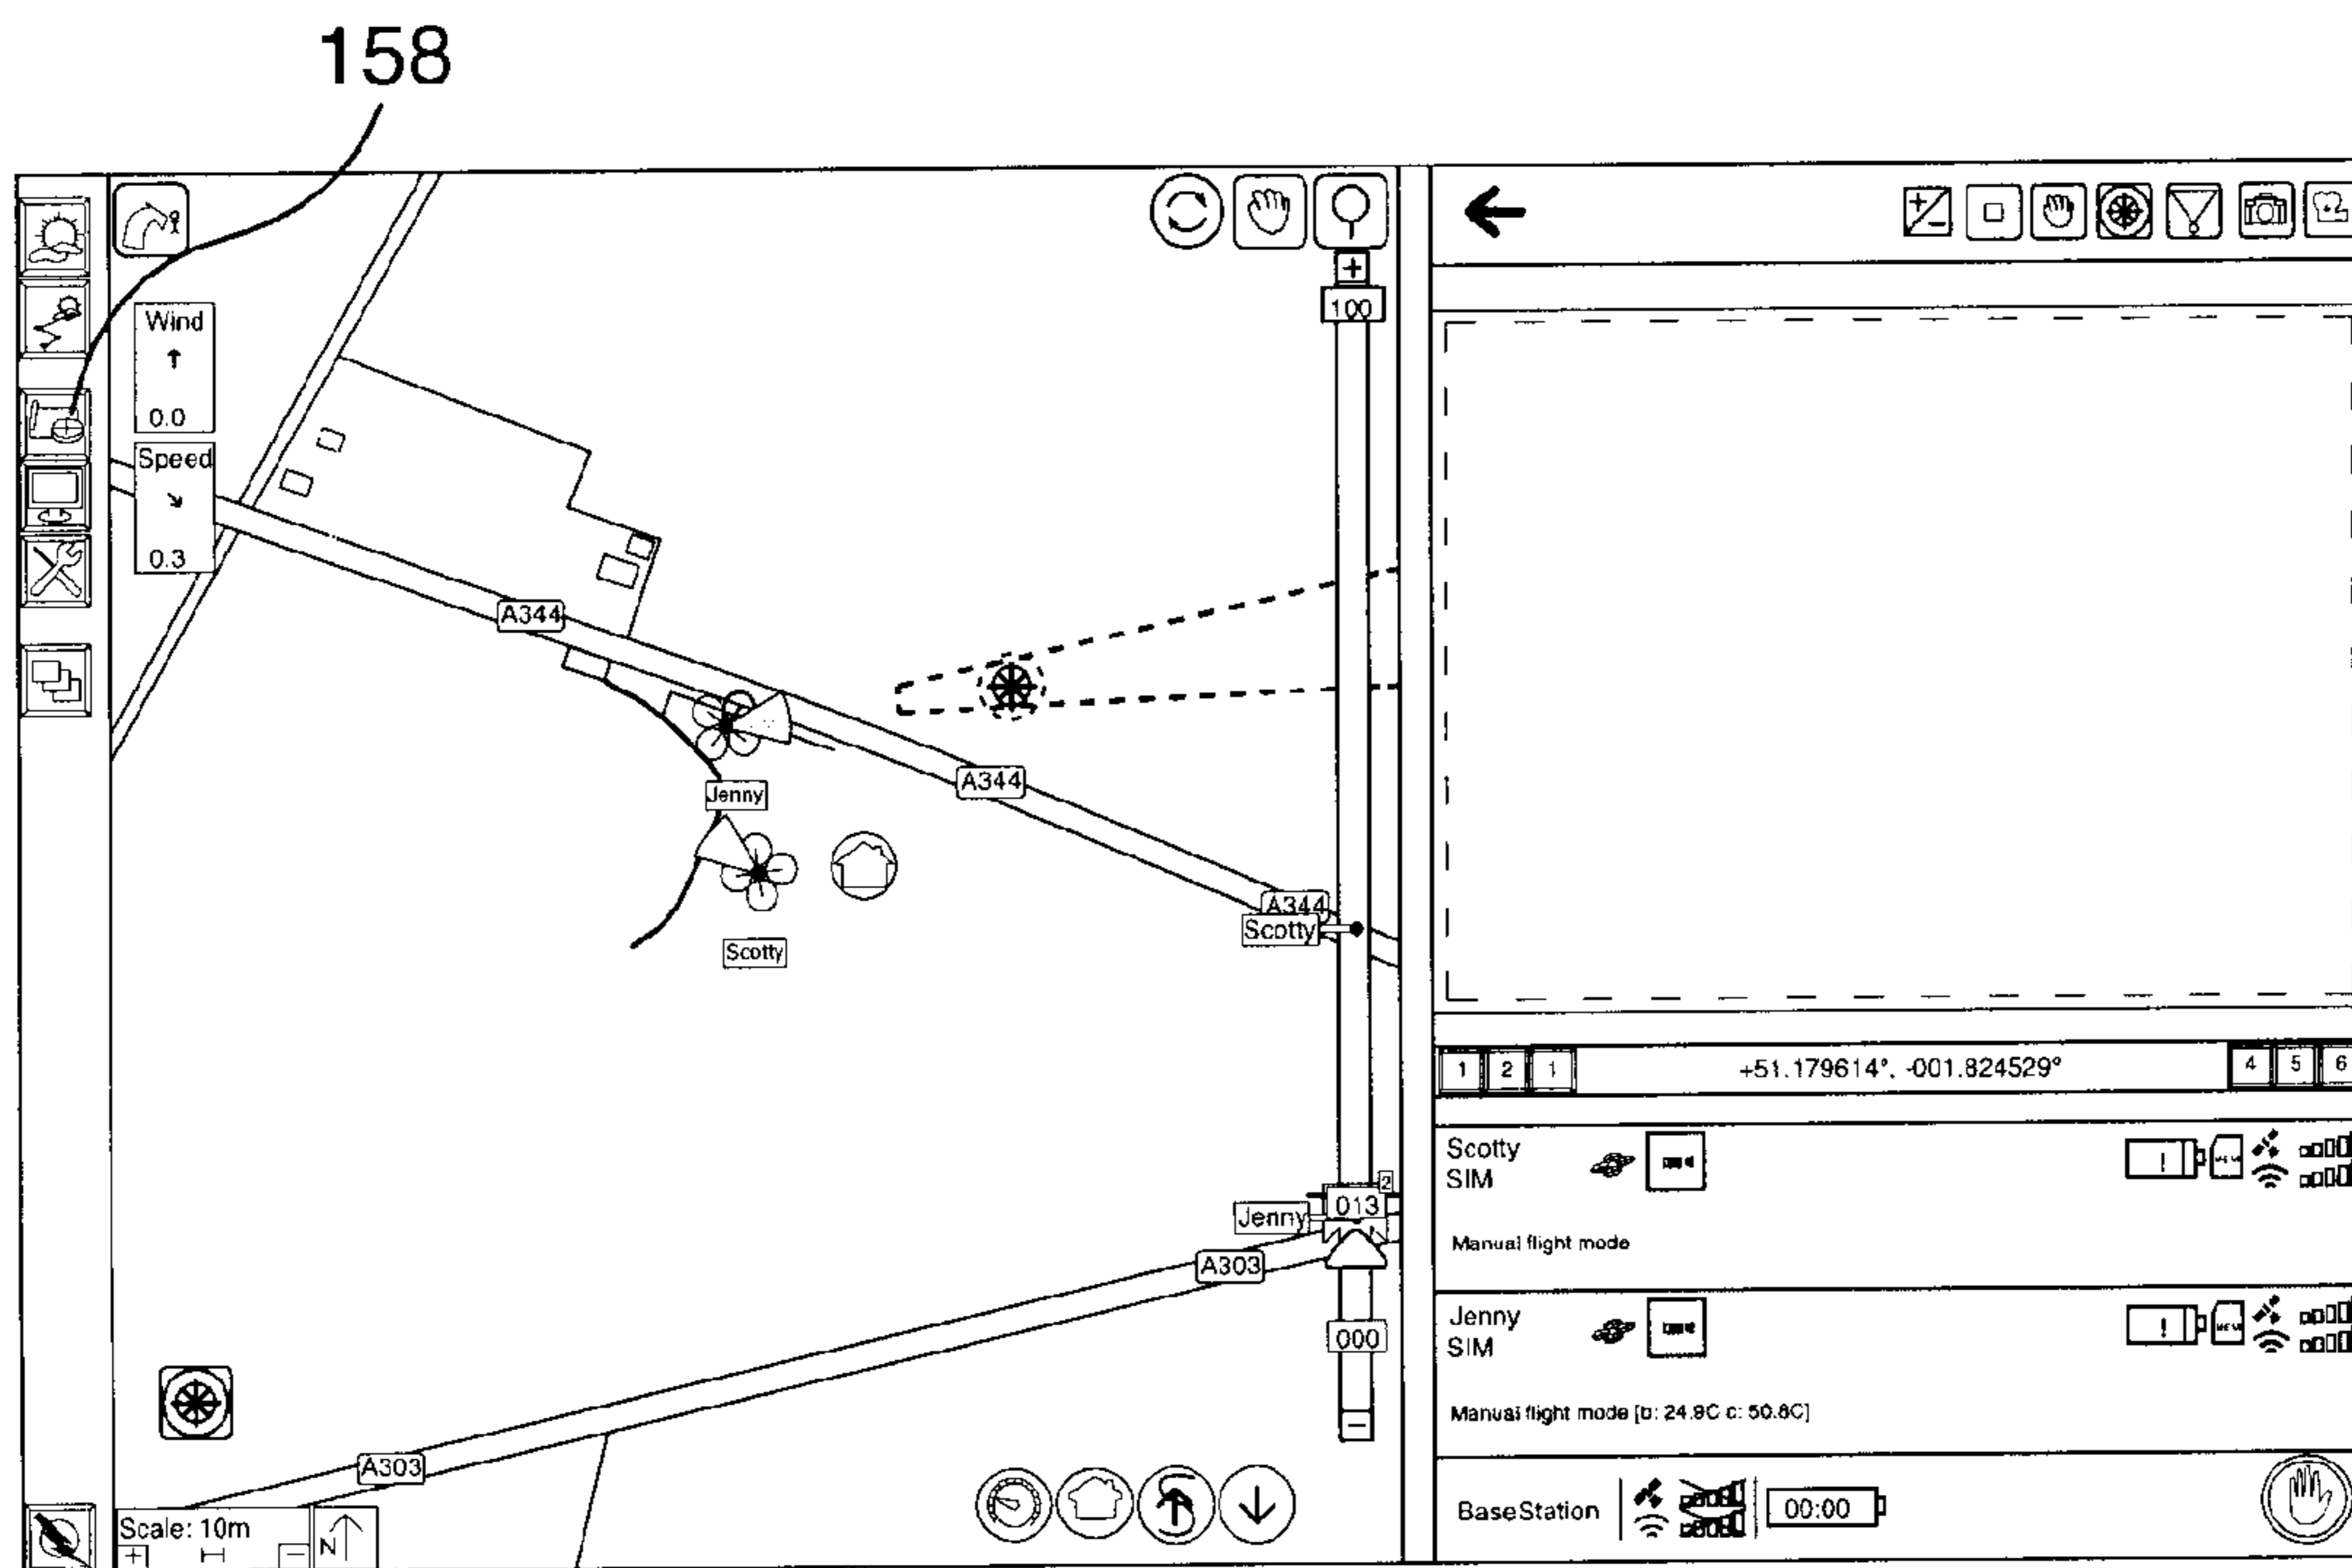 158
Wind
0.0
Speed
0.3
+
100
A344
A344
Jenny
A344
Scotty
Scotty
2
013
Jenny
A303
000
−
A303
Scale: 10m
+
−
N
1 2 1 +51.179614°, -001.824529° 4 5 6
Scotty
SIM
!
Manual flight mode
Jenny
SIM
!
Manual flight mode [b: 24.9C c: 50.8C]
BaseStation 00:00